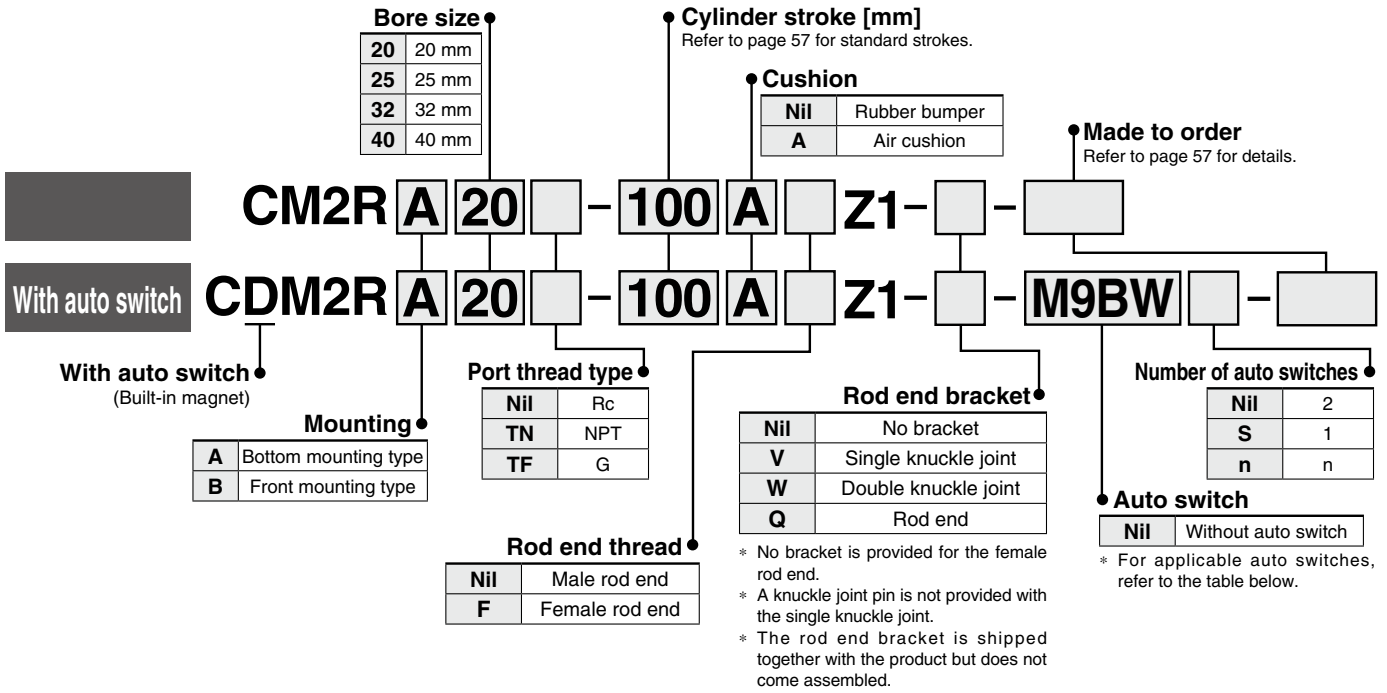 Bore size
20 20 mm
25 25 mm
32 32 mm
40 40 mm
Cylinder stroke [mm]
Refer to page 57 for standard strokes.
Cushion
Nil Rubber bumper
A Air cushion
Made to order
Refer to page 57 for details.
CM2R A 20 - 100 A Z1- -
With auto switch CDM2R A 20 - 100 A Z1- - M9BW -
With auto switch
(Built-in magnet)
Mounting
A Bottom mounting type
B Front mounting type
Port thread type
Nil Rc
TN NPT
TF G
Rod end thread
Nil Male rod end
F Female rod end
Rod end bracket
Nil No bracket
V Single knuckle joint
W Double knuckle joint
Q Rod end
* No bracket is provided for the female
rod end.
* A knuckle joint pin is not provided with
the single knuckle joint.
* The rod end bracket is shipped
together with the product but does not
come assembled.
Number of auto switches
Nil 2
S 1
n n
Auto switch
Nil Without auto switch
* For applicable auto switches,
refer to the table below.